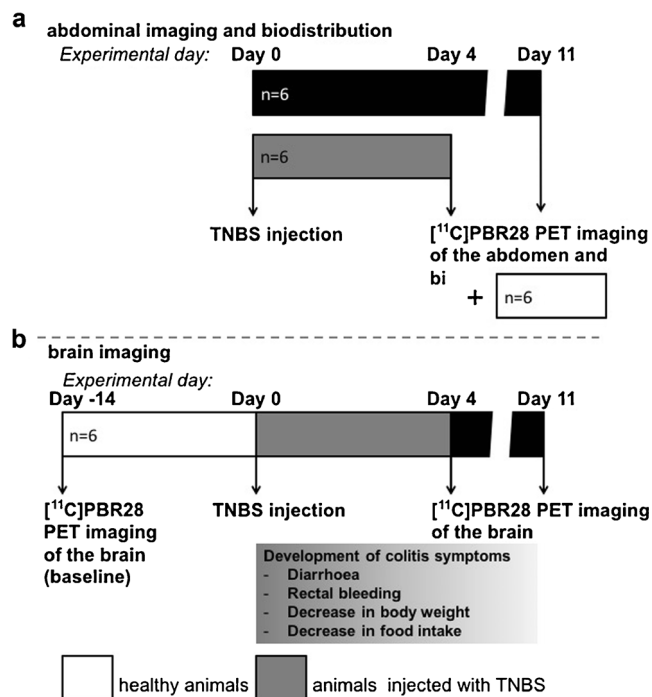 a
abdominal imaging and biodistribution
Experimental day: Day 0 Day 4 Day 11
n=6
n=6
TNBS injection
[¹¹C]PBR28 PET imaging
of the abdomen and
bi
+ n=6
b
brain imaging
Experimental day:
Day -14 Day 0 Day 4 Day 11
n=6
[¹¹C]PBR28
PET imaging
of the brain
(baseline)
TNBS injection
[¹¹C]PBR28 PET imaging
of the brain
Development of colitis symptoms
- Diarrhoea
- Rectal bleeding
- Decrease in body weight
- Decrease in food intake
healthy animals
animals injected with TNBS